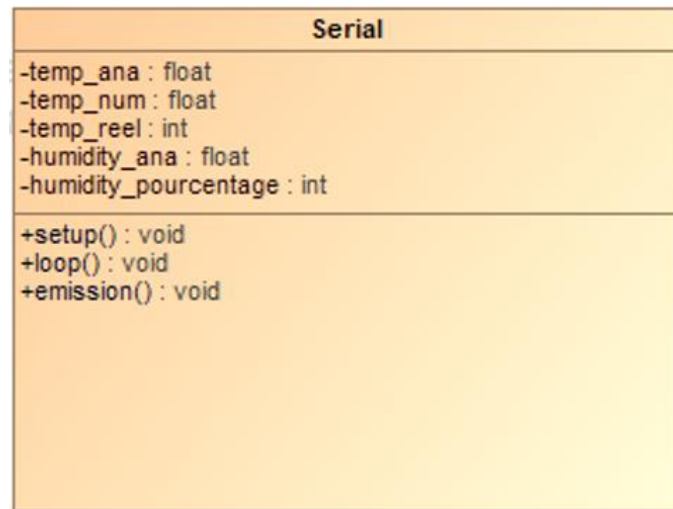 Serial
-temp_ana : float
-temp_num : float
-temp_reel : int
-humidity_ana : float
-humidity_pourcentage : int
+setup() : void
+loop() : void
+emission() : void